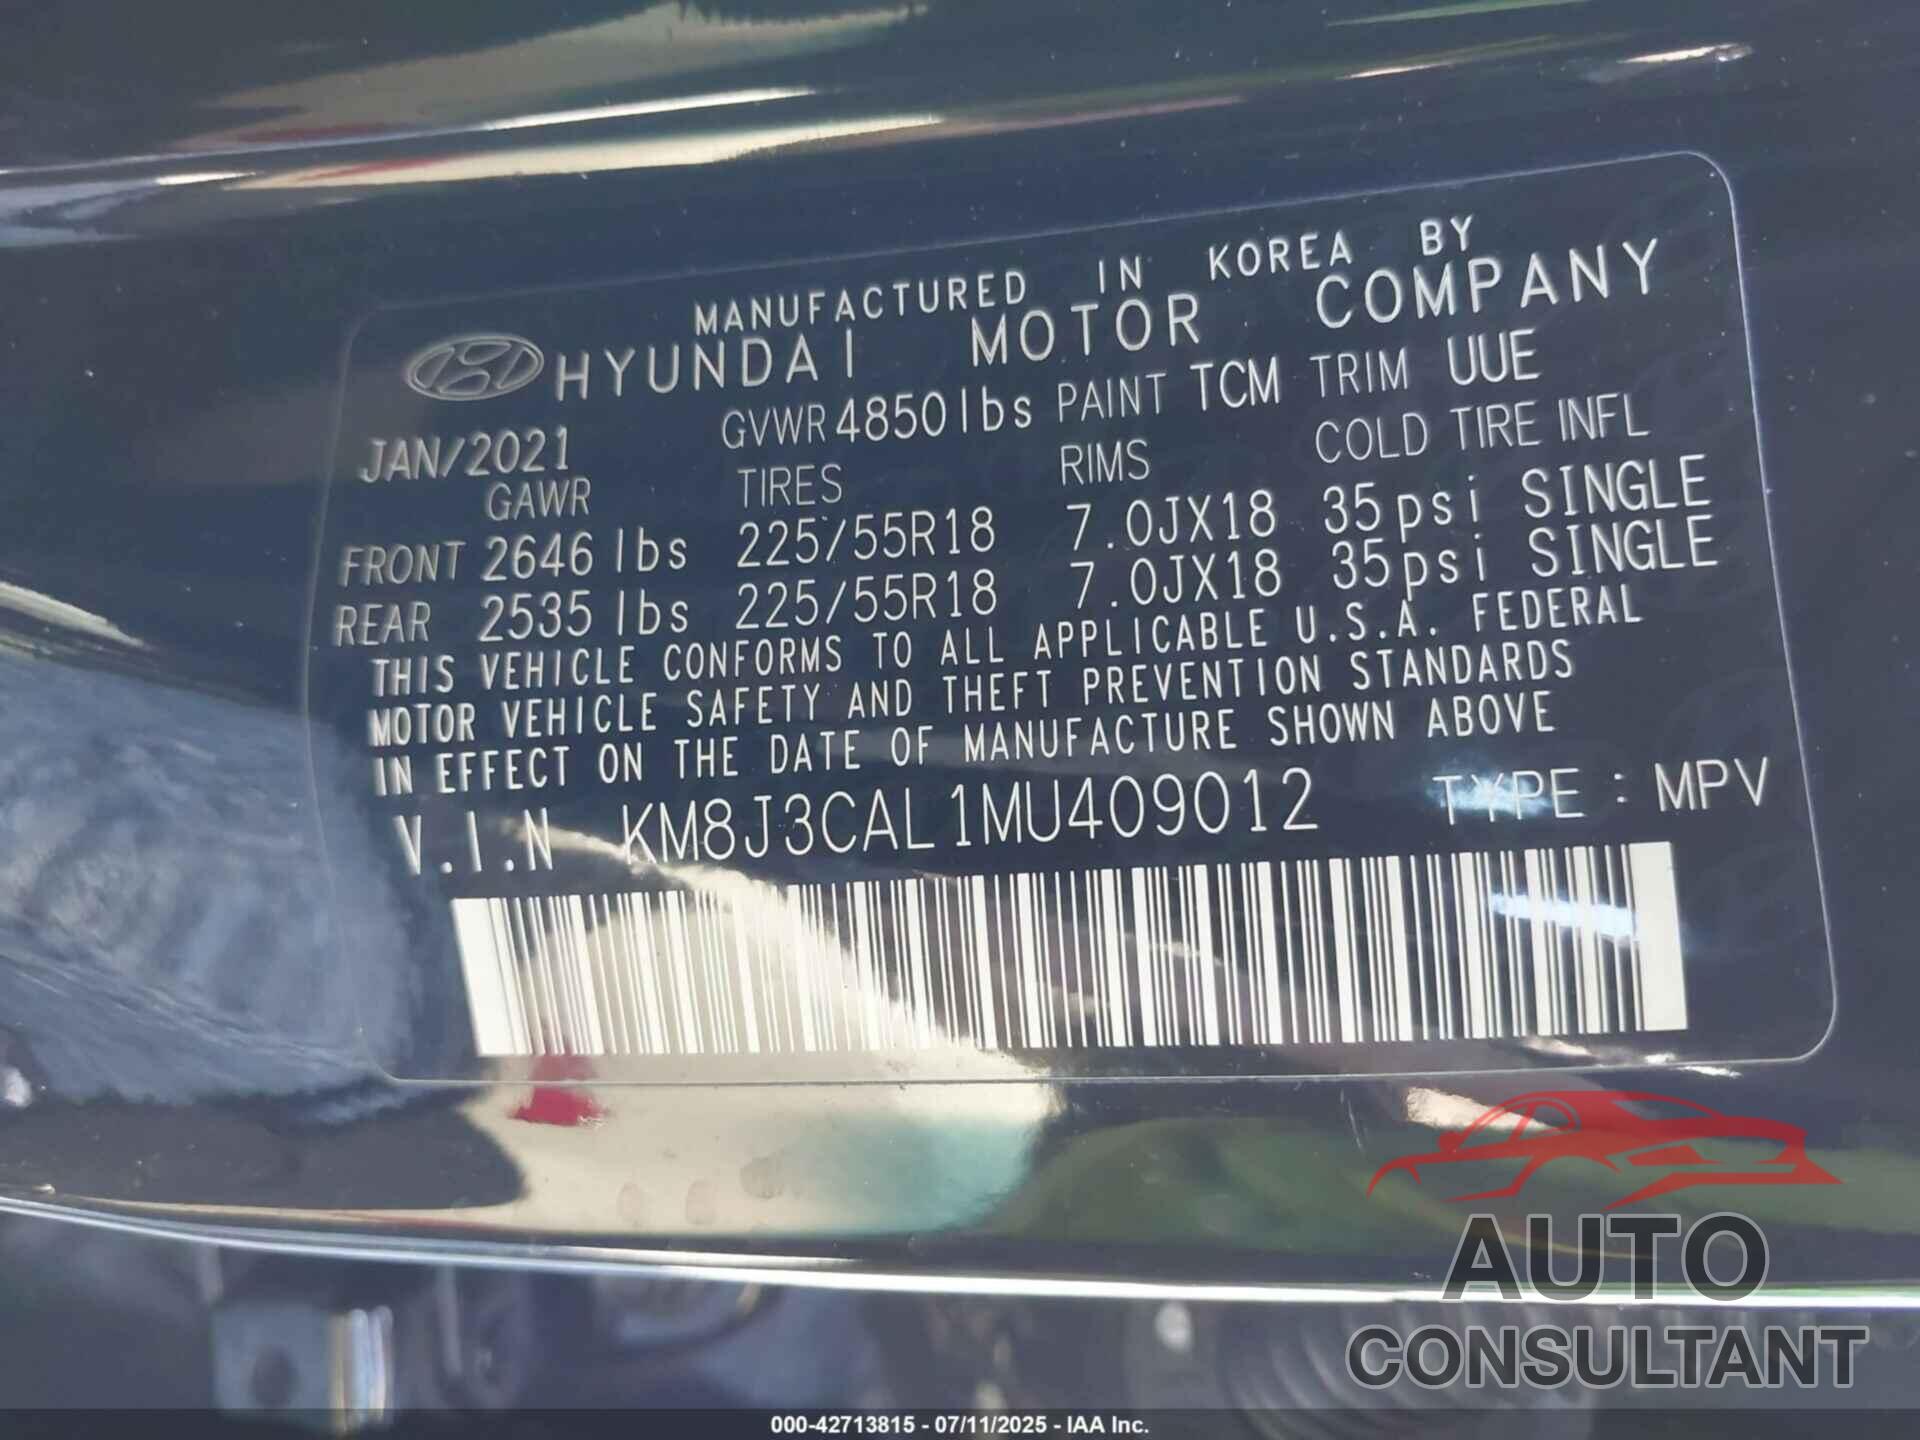 MANUFACTURED IN KOREA BY
HYUNDAI MOTOR COMPANY
JAN/2021 GVWR 4850 lbs PAINT TCM TRIM UUE
GAWR TIRES RIMS COLD TIRE INFL
FRONT 2646 lbs 225/55R18 7.0JX18 35psi SINGLE
REAR 2535 lbs 225/55R18 7.0JX18 35psi SINGLE
THIS VEHICLE CONFORMS TO ALL APPLICABLE U.S.A. FEDERAL
MOTOR VEHICLE SAFETY AND THEFT PREVENTION STANDARDS
IN EFFECT ON THE DATE OF MANUFACTURE SHOWN ABOVE
V.I.N KM8J3CAL1MU409012 TYPE : MPV
AUTO
CONSULTANT
000-42713815 - 07/11/2025 - IAA Inc.